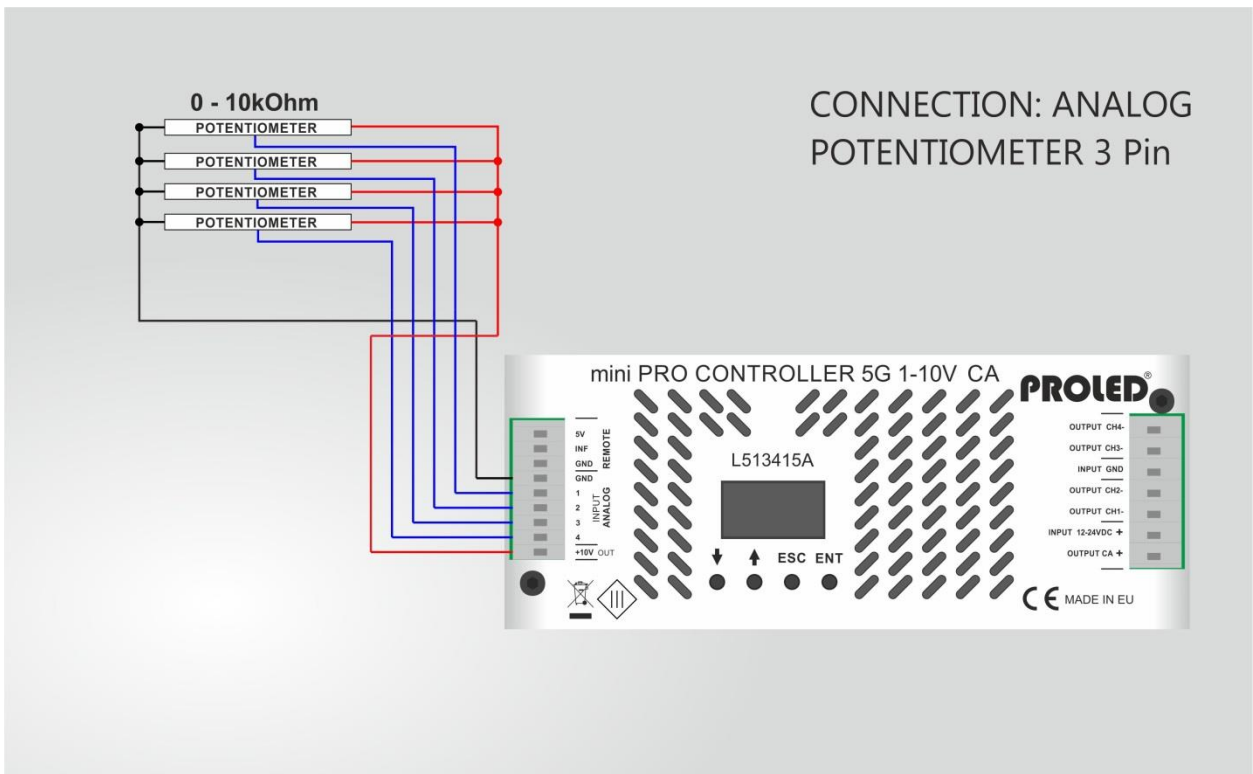 0 - 10kOhm
POTENTIOMETER
POTENTIOMETER
POTENTIOMETER
POTENTIOMETER
CONNECTION: ANALOG
POTENTIOMETER 3 Pin
mini PRO CONTROLLER 5G 1-10V CA
PROLED®
5V
INF
GND
REMOTE
GND
1
2
3
4
INPUT
ANALOG
+10V OUT
L513415A
ESC ENT
OUTPUT CH4-
OUTPUT CH3-
INPUT GND
OUTPUT CH2-
OUTPUT CH1-
INPUT 12-24VDC +
OUTPUT CA +
CE MADE IN EU